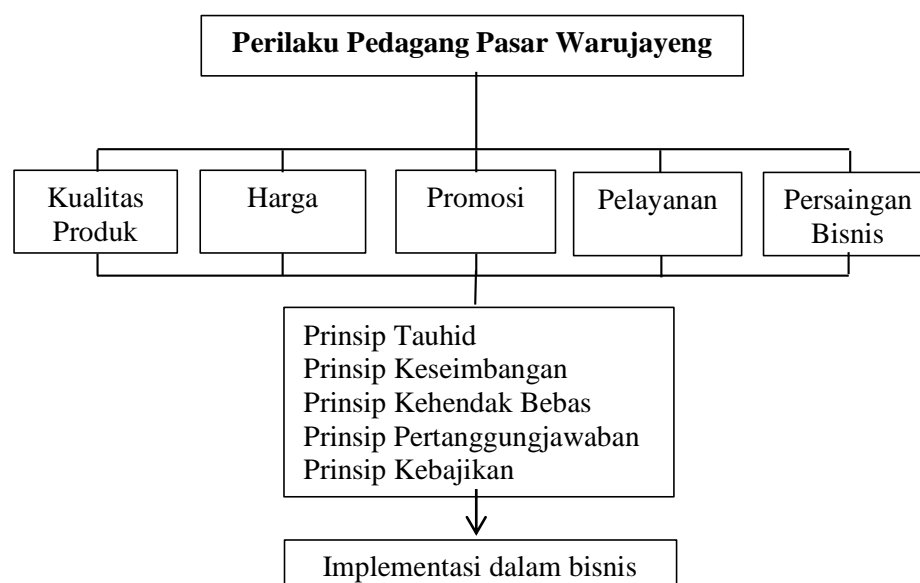 Perilaku Pedagang Pasar Warujayeng
Kualitas
Produk
Harga
Promosi
Pelayanan
Persaingan
Bisnis
Prinsip Tauhid
Prinsip Keseimbangan
Prinsip Kehendak Bebas
Prinsip Pertanggungjawaban
Prinsip Kebajikan
Implementasi dalam bisnis